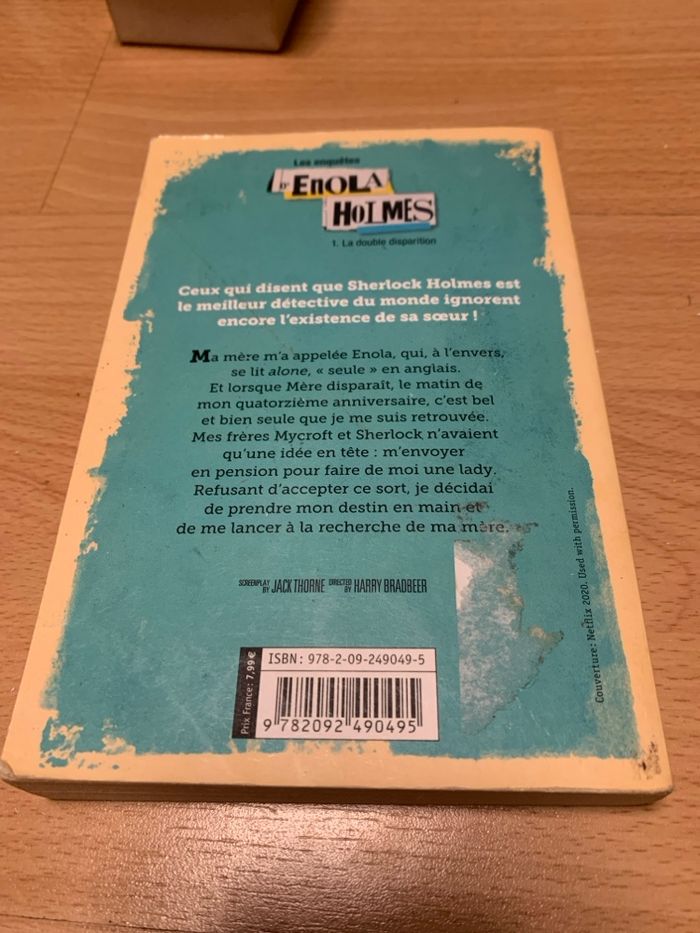 Les enquêtes
D'ENOLA
HOLMES
1. La double disparition
Ceux qui disent que Sherlock Holmes est
le meilleur détective du monde ignorent
encore l'existence de sa sœur !
Ma mère m'a appelée Enola, qui, à l'envers,
se lit alone, « seule » en anglais.
Et lorsque Mère disparaît, le matin de
mon quatorzième anniversaire, c'est bel
et bien seule que je me suis retrouvée.
Mes frères Mycroft et Sherlock n'avaient
qu'une idée en tête : m'envoyer
en pension pour faire de moi une lady.
Refusant d'accepter ce sort, je décidai
de prendre mon destin en main et
de me lancer à la recherche de ma mère.
SCREENPLAY BY JACK THORNE DIRECTED BY HARRY BRADBEER
Couverture: Netflix 2020. Used with permission.
Prix France : 7,99 €
ISBN : 978-2-09-249049-5
9 782092 490495